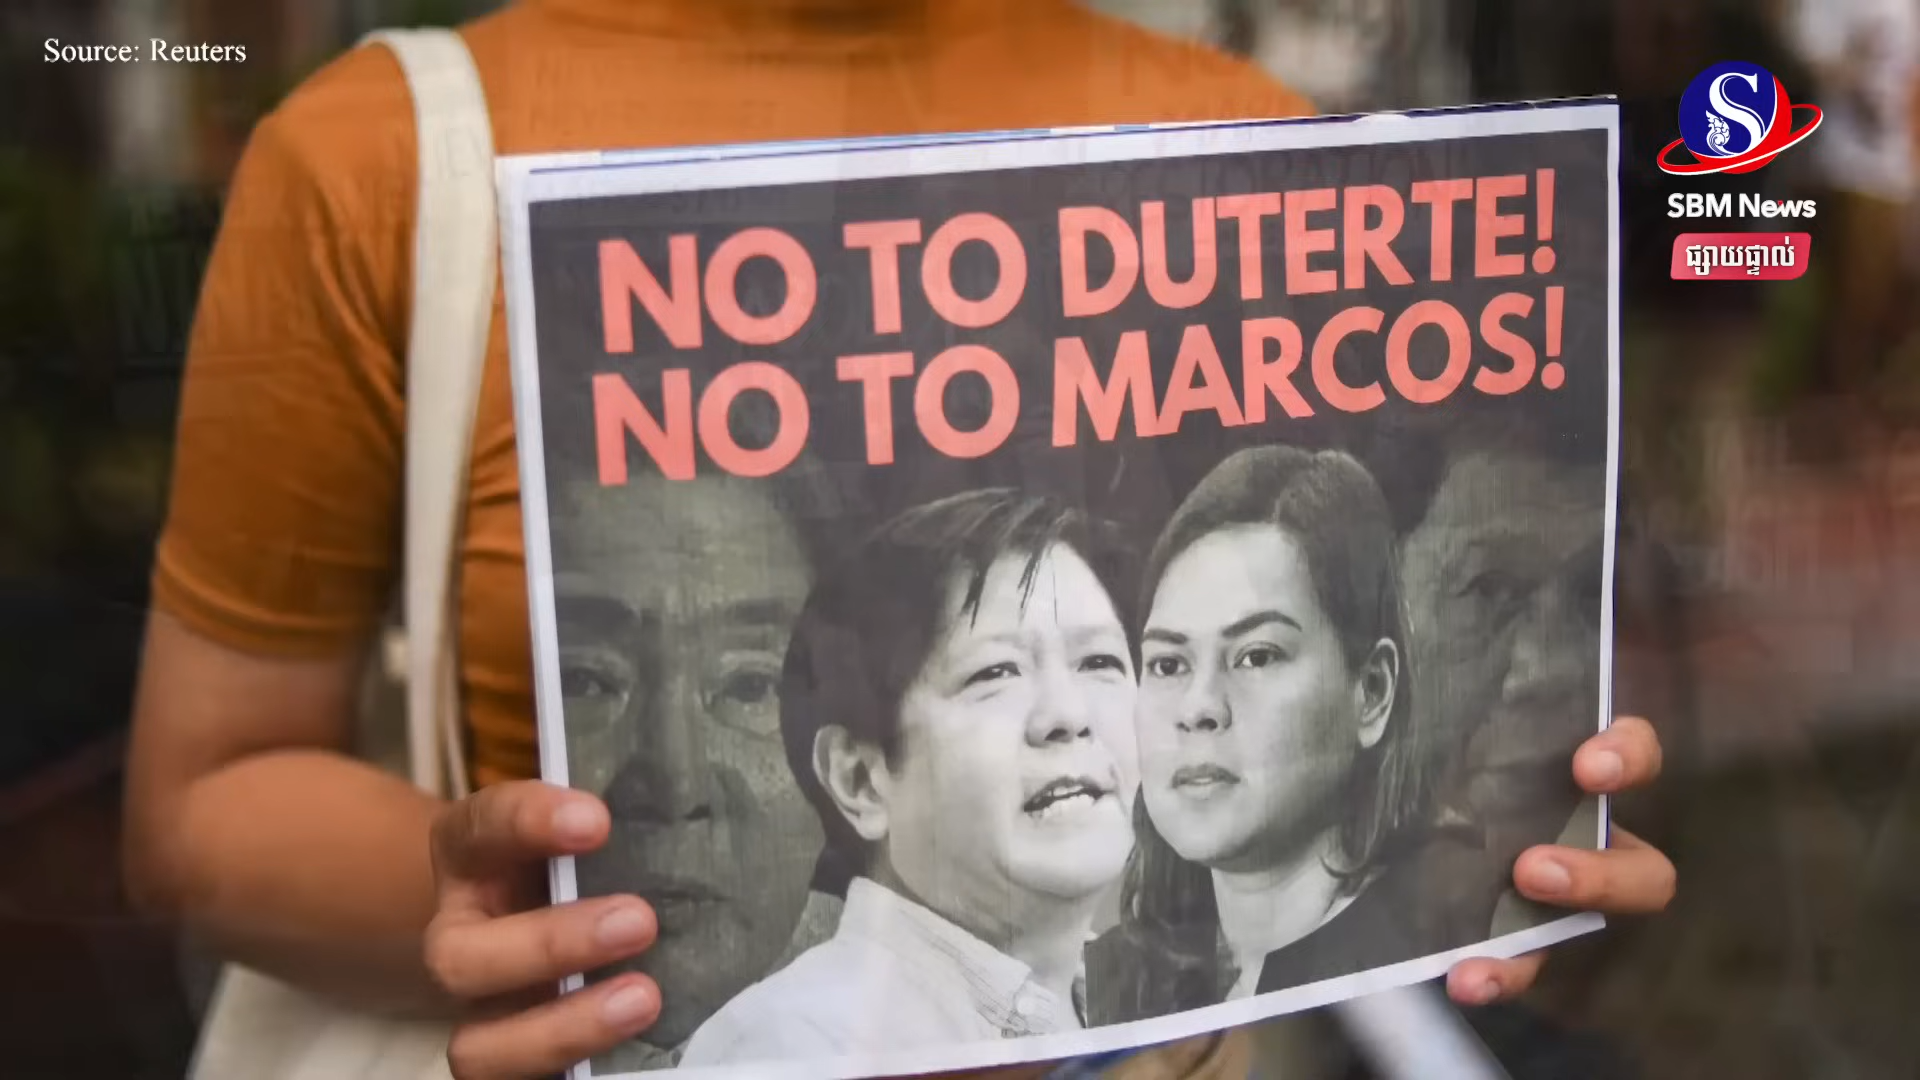 Source: Reuters
NO TO DUTERTE!
NO TO MARCOS!
S
SBM News
ផ្សាយផ្ទាល់